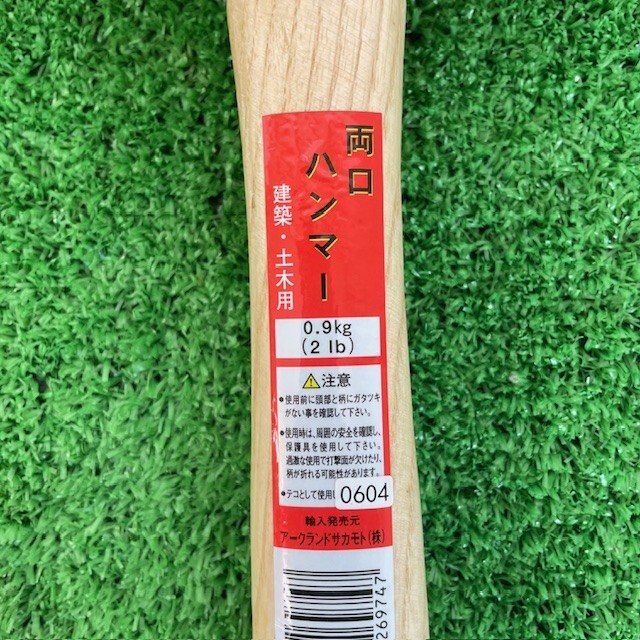 両口
ハンマー
建築・土木用
0.9kg
(2 lb)
注意
●使用前に頭部と柄にガタツキ
がない事を確認して下さい。
●使用時は、周囲の安全を確認し、
保護具を使用して下さい。
過激な使用で打撃面が欠けたり、
柄が折れる可能性があります。
●テコとして使用し
0604
輸入発売元
アークランドサカモト(株)
269747